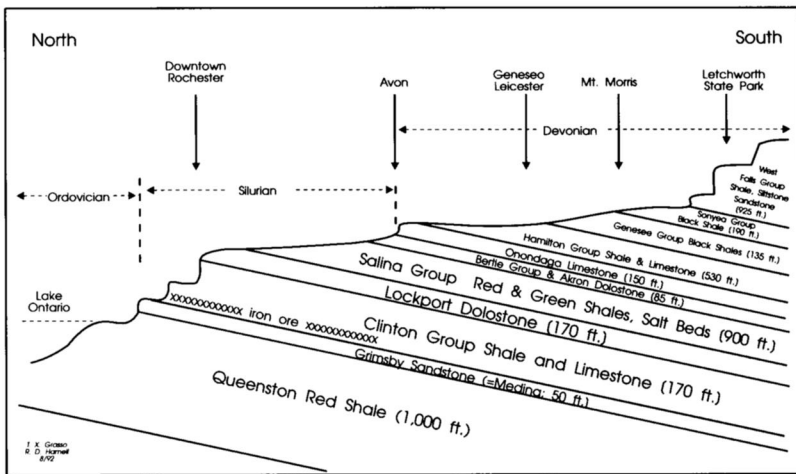 North
South
Downtown
Rochester
Avon
Geneseo
Leicester
Mt. Morris
Letchworth
State Park
Devonian
Ordovician
Silurian
West
Falls Group
Shale, Siltstone
Sandstone
(925 ft.)
Sonyea Group
Black Shale (190 ft.)
Genesee Group Black Shales (135 ft.)
Hamilton Group Shale & Limestone (530 ft.)
Onondaga Limestone (150 ft.)
Bertie Group & Akron Dolostone (85 ft.)
Salina Group Red & Green Shales, Salt Beds (900 ft.)
Lockport Dolostone (170 ft.)
Lake
Ontario
xxxxxxxxxxxx iron ore xxxxxxxxxxx
Clinton Group Shale and Limestone (170 ft.)
Grimsby Sandstone (=Medina; 50 ft.)
Queenston Red Shale (1,000 ft.)
T. X. Grasso
R. D. Hamell
8/92